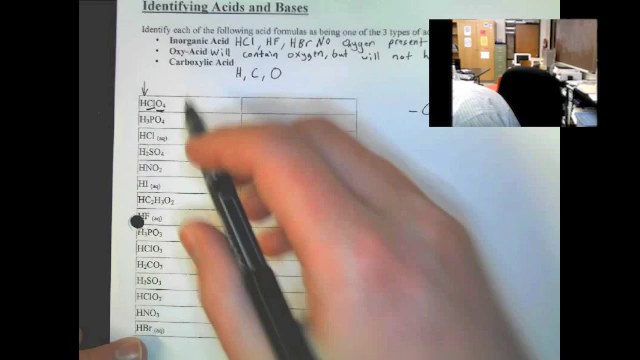 Identifying Acids and Bases
Identify each of the following acid formulas as being one of the 3 types of
• Inorganic Acid HCl, HF, HBr No Oxygen present
• Oxy-Acid Will contain oxygen, but will not
• Carboxylic Acid
H, C, O
HClO₄
H₃PO₄
HCl (aq)
H₂SO₄
HNO₂
HI (aq)
HC₂H₃O₂
HF (aq)
H₃PO₃
HClO₃
H₂CO₃
H₂SO₃
HClO₂
HNO₃
HBr (aq)